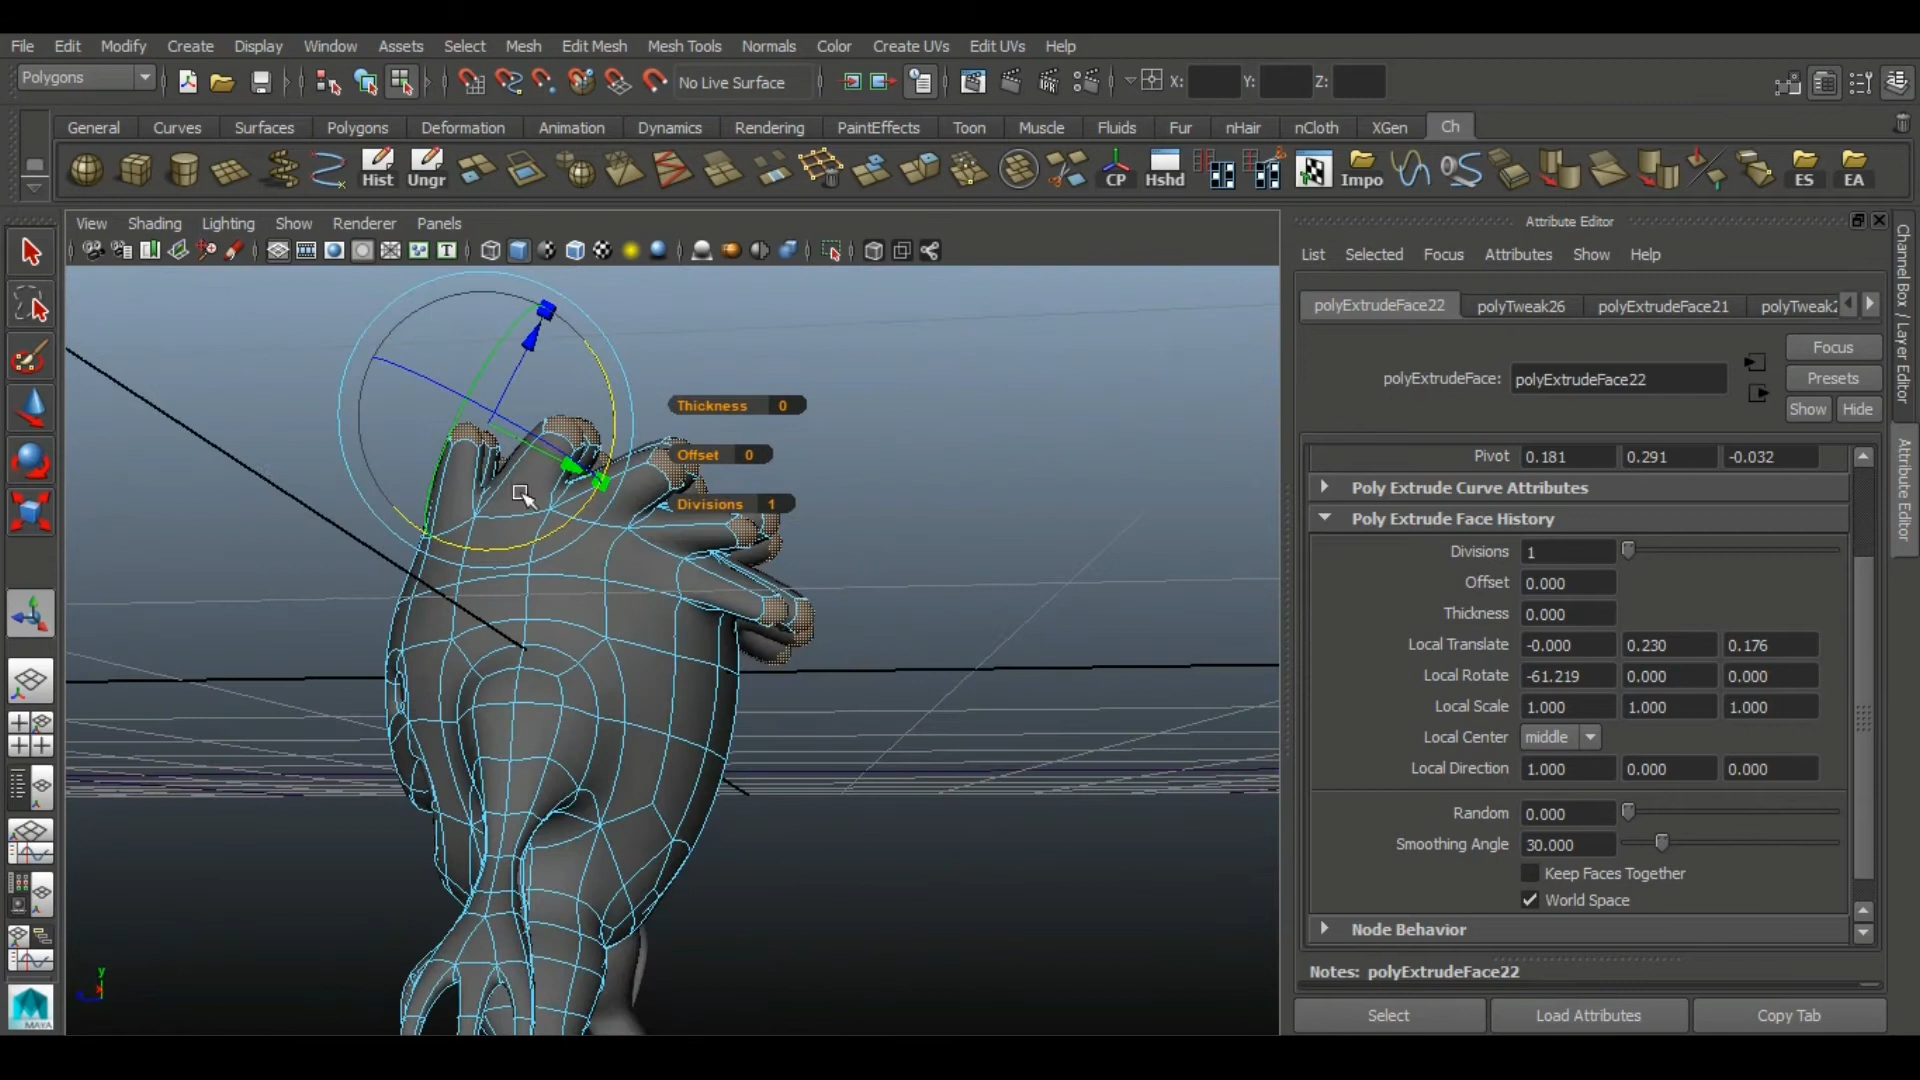 File Edit Modify Create Display Window Assets Select Mesh Edit Mesh Mesh Tools Normals Color Create UVs Edit UVs Help
Polygons No Live Surface X: Y: Z:
General Curves Surfaces Polygons Deformation Animation Dynamics Rendering PaintEffects Toon Muscle Fluids Fur nHair nCloth XGen Ch
Hist Ungr CP Hshd Impo ES EA
View Shading Lighting Show Renderer Panels
Attribute Editor
List Selected Focus Attributes Show Help
polyExtrudeFace22 polyTweak26 polyExtrudeFace21 polyTweak2
Focus
polyExtrudeFace: polyExtrudeFace22
Presets
Show Hide
Thickness 0
Offset 0
Divisions 1
Pivot 0.181 0.291 -0.032
Poly Extrude Curve Attributes
Poly Extrude Face History
Divisions 1
Offset 0.000
Thickness 0.000
Local Translate -0.000 0.230 0.176
Local Rotate -61.219 0.000 0.000
Local Scale 1.000 1.000 1.000
Local Center middle
Local Direction 1.000 0.000 0.000
Random 0.000
Smoothing Angle 30.000
Keep Faces Together
World Space
Node Behavior
Notes: polyExtrudeFace22
Select Load Attributes Copy Tab
Channel Box / Layer Editor
Attribute Editor
y
MAYA